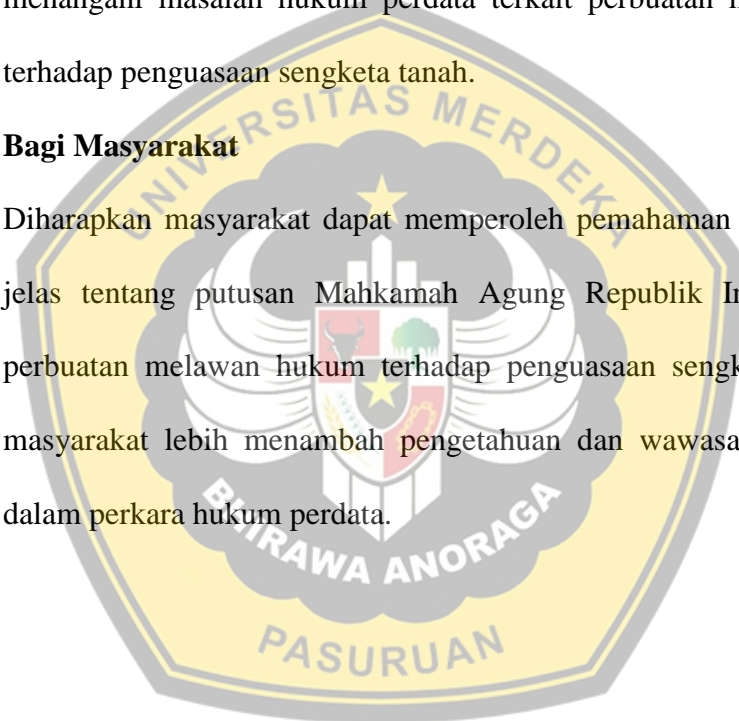 menangani masalah hukum perdata terkait perbuatan
terhadap penguasaan sengketa tanah.
Bagi Masyarakat
Diharapkan masyarakat dapat memperoleh pemahaman
jelas tentang putusan Mahkamah Agung Republik
perbuatan melawan hukum terhadap penguasaan
masyarakat lebih menambah pengetahuan dan
dalam perkara hukum perdata.
UNIVERSITAS MERDEKA
BHIRAWA ANORAGA
PASURUAN